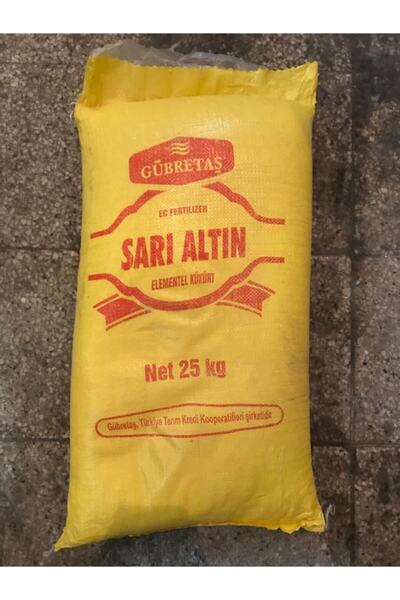 GÜBRETAŞ
EC FERTILIZER
SARI ALTIN
ELEMENTEL KÜKÜRT
Net 25 kg
Gübretaş, Türkiye Tarım Kredi Kooperatifleri şirketidir.